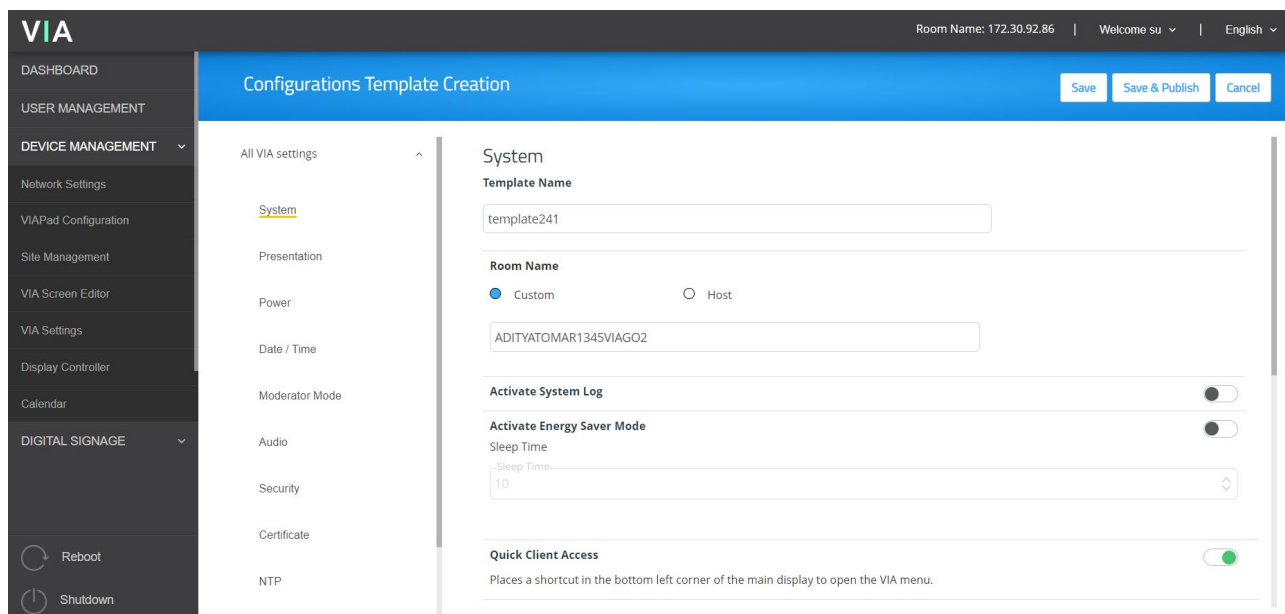 VIA
Room Name: 172.30.92.86 | Welcome su | English
DASHBOARD
USER MANAGEMENT
DEVICE MANAGEMENT
Network Settings
VIAPad Configuration
Site Management
VIA Screen Editor
VIA Settings
Display Controller
Calendar
DIGITAL SIGNAGE
Reboot
Shutdown
Configurations Template Creation
Save
Save & Publish
Cancel
All VIA settings
System
Presentation
Power
Date / Time
Moderator Mode
Audio
Security
Certificate
NTP
System
Template Name
template241
Room Name
Custom
Host
ADITYATOMAR1345VIAGO2
Activate System Log
Activate Energy Saver Mode
Sleep Time
Sleep Time
10
Quick Client Access
Places a shortcut in the bottom left corner of the main display to open the VIA menu.